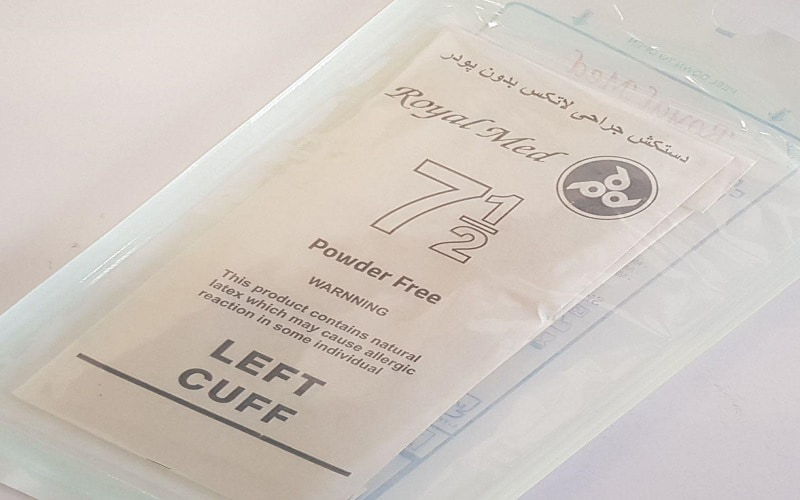 دستکش جراحی لاتکس بدون پودر
Royal Med
7 1/2
Powder Free
WARNNING
This product contains natural
latex which may cause allergic
reaction in some individual
LEFT
CUFF